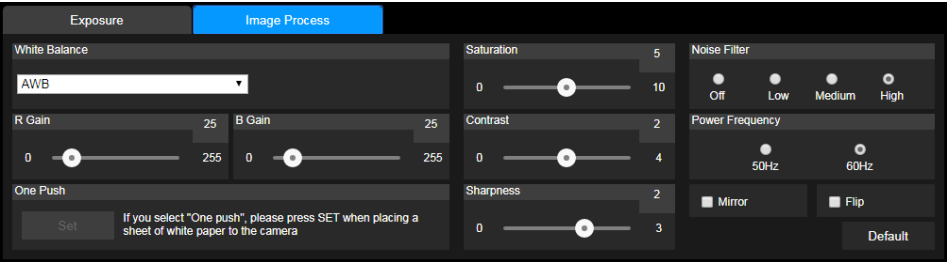 Exposure
Image Process
White Balance
AWB
R Gain
25
0
255
B Gain
25
0
255
One Push
Set
If you select "One push", please press SET when placing a
sheet of white paper to the camera
Saturation
5
0
10
Contrast
2
0
4
Sharpness
2
0
3
Noise Filter
Off
Low
Medium
High
Power Frequency
50Hz
60Hz
Mirror
Flip
Default